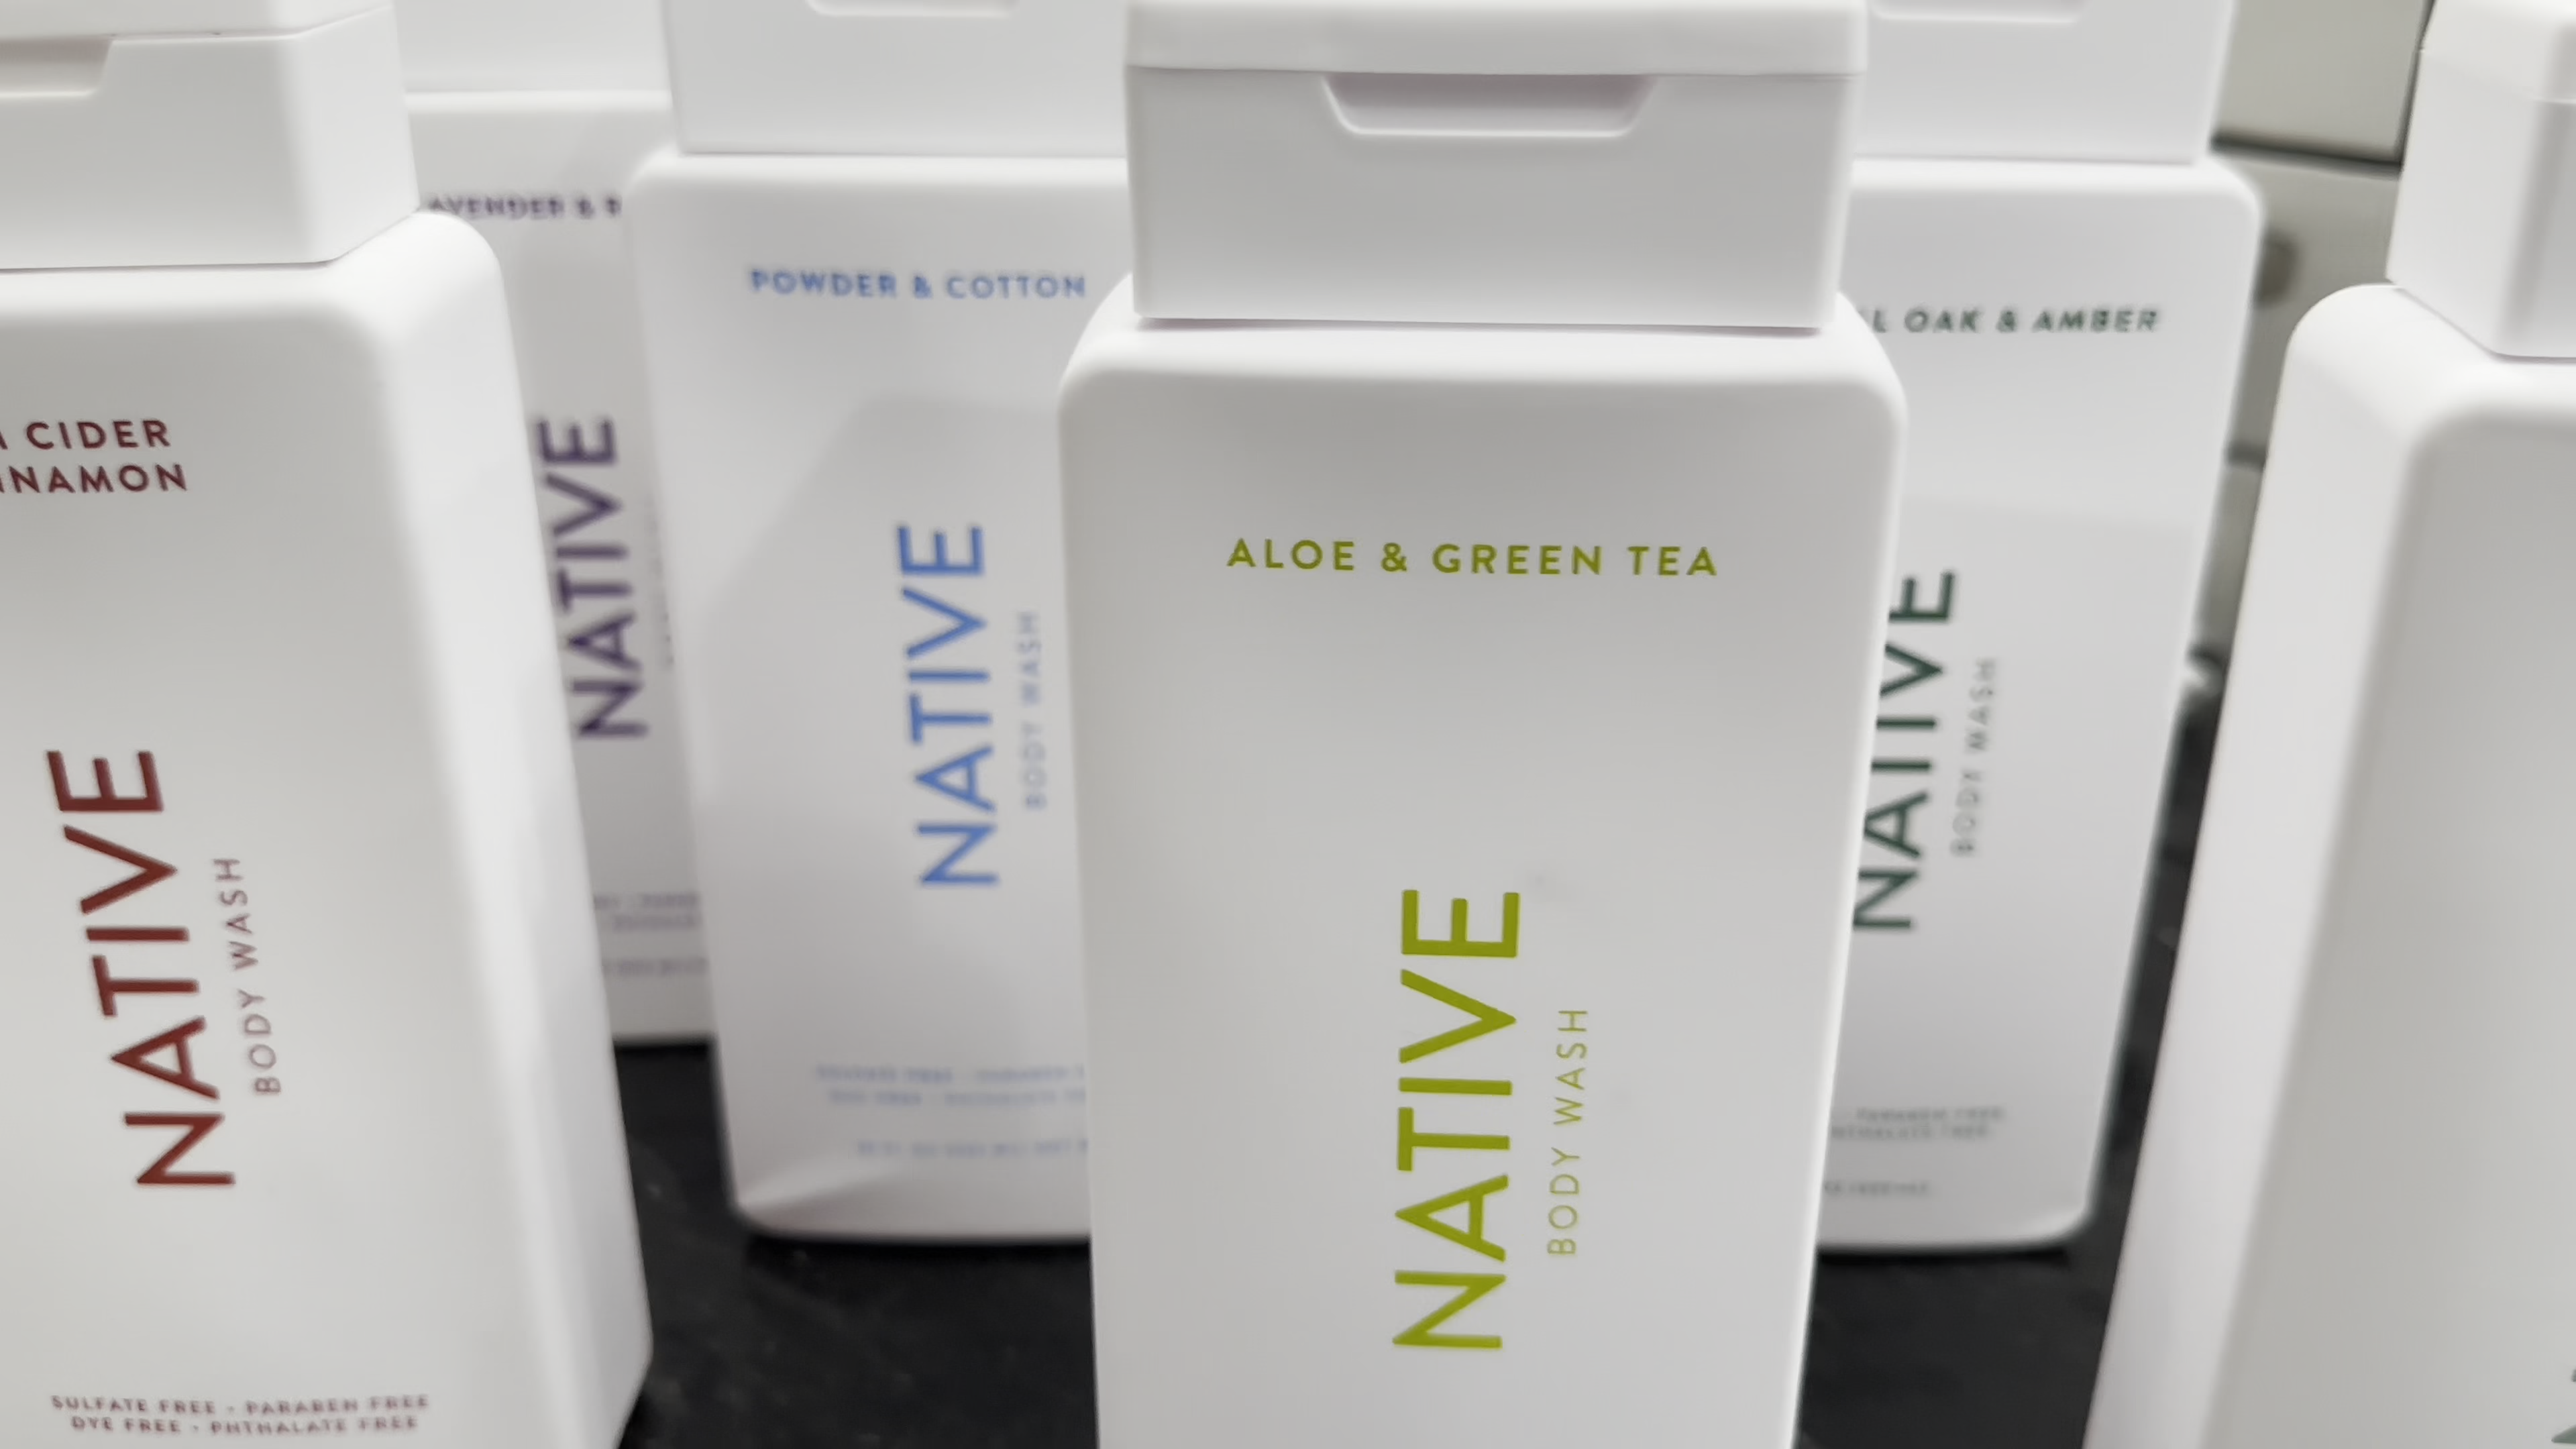 CIDER
NATIVE
BODY WASH
SULFATE FREE · PARABEN FREE
DYE FREE · PHTHALATE FREE
NATIVE
POWDER & COTTON
NATIVE
BODY WASH
ALOE & GREEN TEA
NATIVE
BODY WASH
OAK & AMBER
NATIVE
BODY WASH